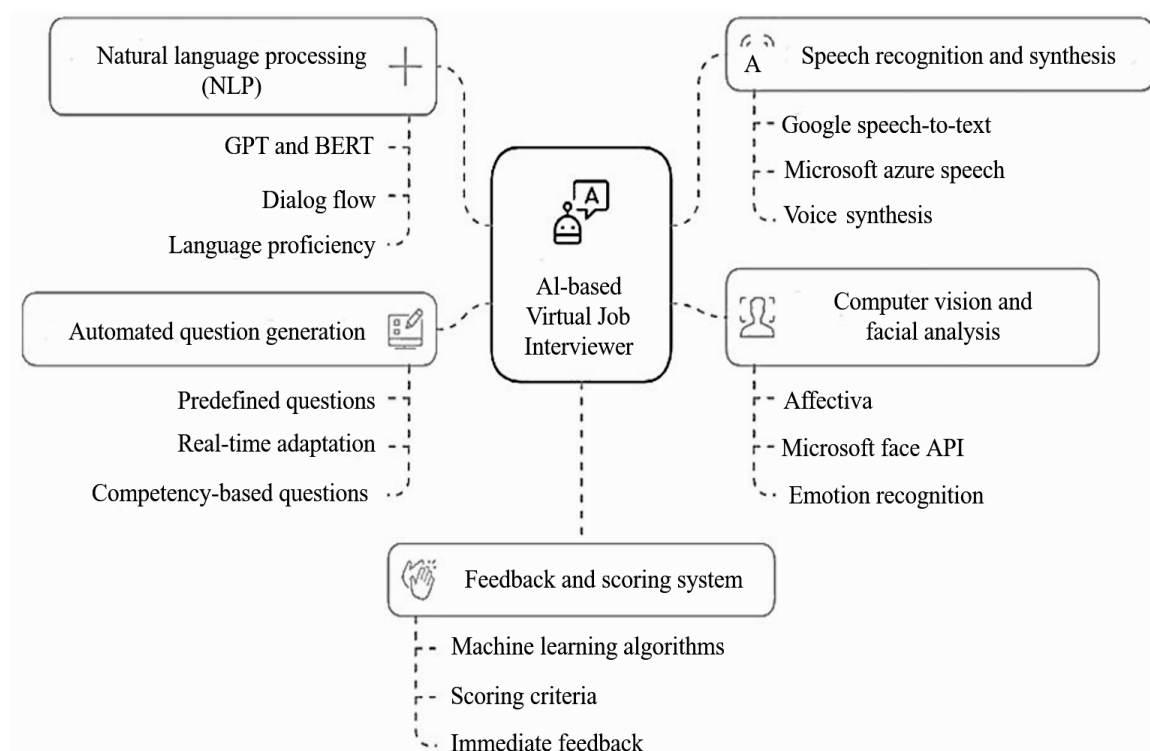 Natural language processing
(NLP)
GPT and BERT
Dialog flow
Language proficiency
A
Speech recognition and synthesis
Google speech-to-text
Microsoft azure speech
Voice synthesis
A
AI-based
Virtual Job
Interviewer
Automated question generation
Predefined questions
Real-time adaptation
Competency-based questions
Computer vision and
facial analysis
Affectiva
Microsoft face API
Emotion recognition
Feedback and scoring system
Machine learning algorithms
Scoring criteria
Immediate feedback